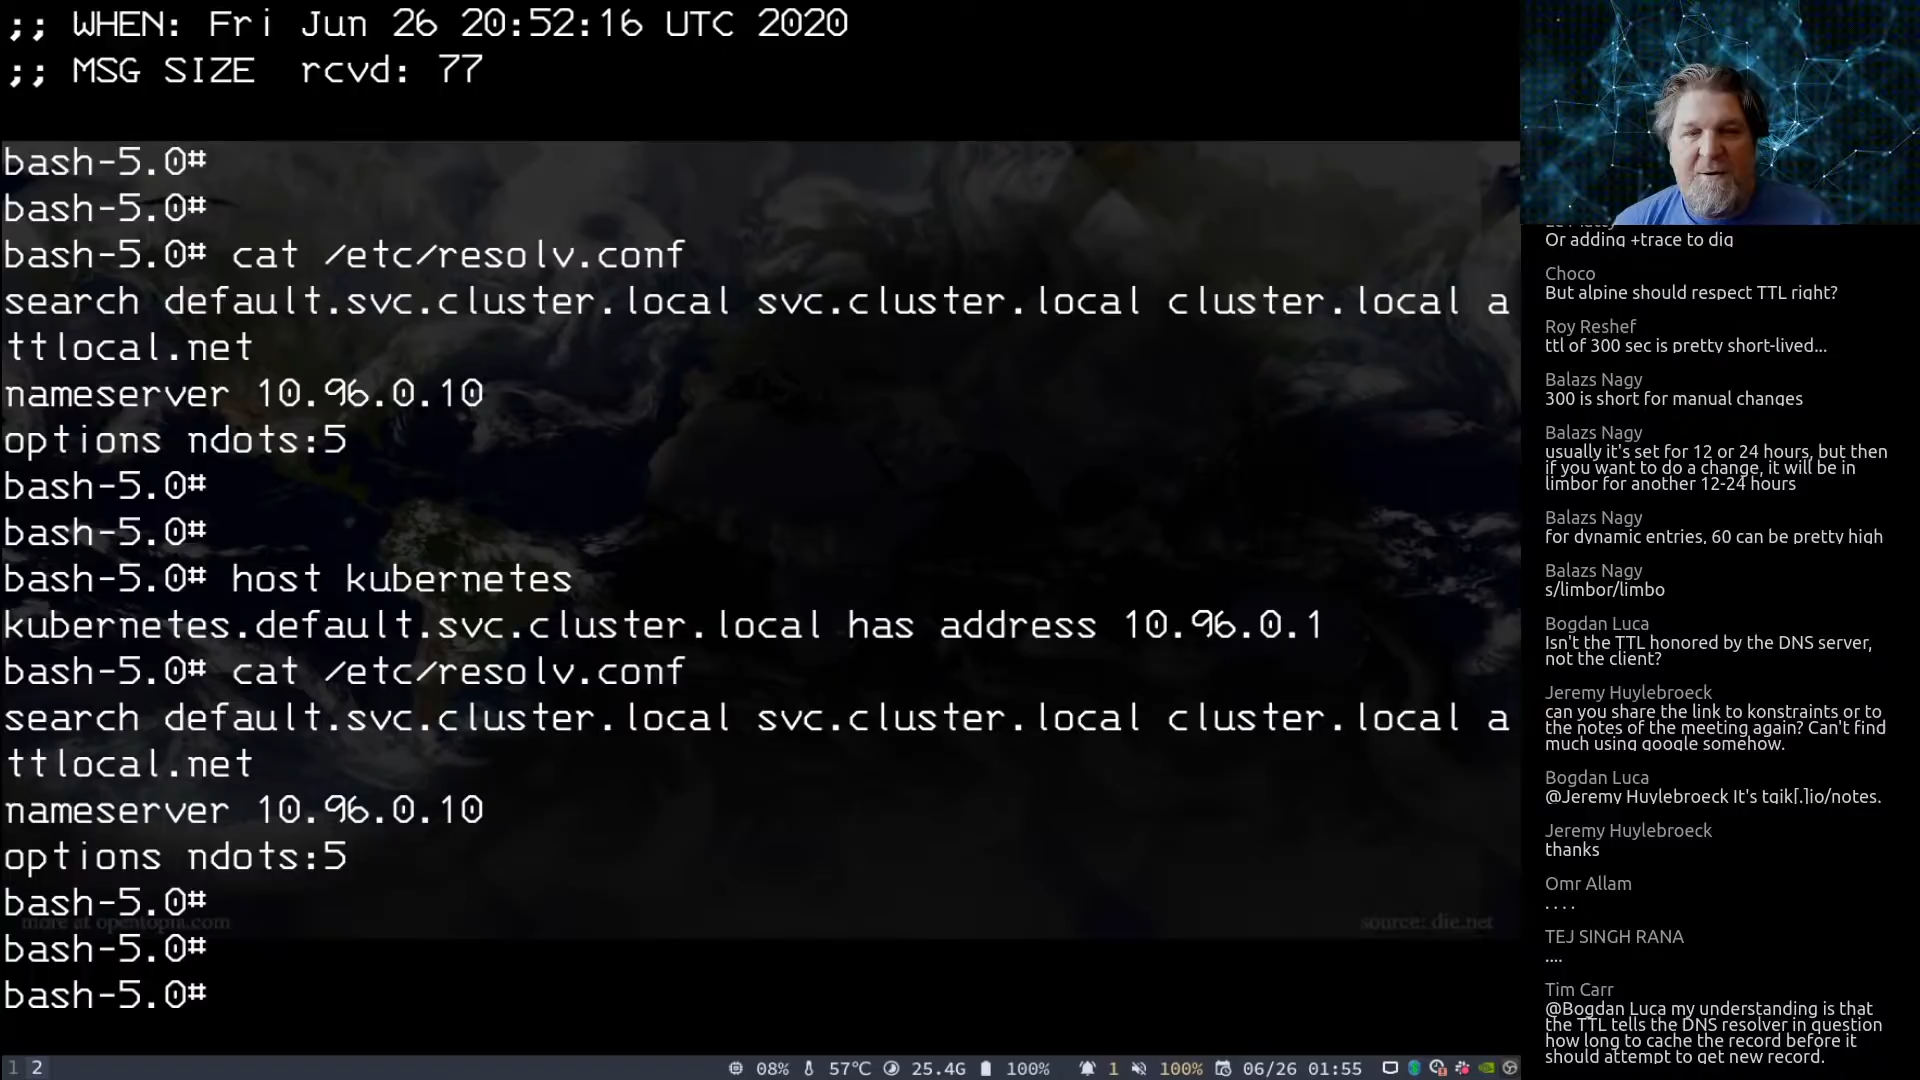 ;; WHEN: Fri Jun 26 20:52:16 UTC 2020
;; MSG SIZE  rcvd: 77
bash-5.0#
bash-5.0#
bash-5.0# cat /etc/resolv.conf
search default.svc.cluster.local svc.cluster.local cluster.local a
ttlocal.net
nameserver 10.96.0.10
options ndots:5
bash-5.0#
bash-5.0#
bash-5.0# host kubernetes
kubernetes.default.svc.cluster.local has address 10.96.0.1
bash-5.0# cat /etc/resolv.conf
search default.svc.cluster.local svc.cluster.local cluster.local a
ttlocal.net
nameserver 10.96.0.10
options ndots:5
bash-5.0#
more at opentopia.com
source: die.net
bash-5.0#
bash-5.0#
1 2
08% 57°C 25.4G 100% 1 100% 06/26 01:55
Or adding +trace to dig
Choco
But alpine should respect TTL right?
Roy Reshef
ttl of 300 sec is pretty short-lived...
Balazs Nagy
300 is short for manual changes
Balazs Nagy
usually it's set for 12 or 24 hours, but then
if you want to do a change, it will be in
limbor for another 12-24 hours
Balazs Nagy
for dynamic entries, 60 can be pretty high
Balazs Nagy
s/limbor/limbo
Bogdan Luca
Isn't the TTL honored by the DNS server,
not the client?
Jeremy Huylebroeck
can you share the link to konstraints or to
the notes of the meeting again? Can't find
much using google somehow.
Bogdan Luca
@Jeremy Huylebroeck It's tgik[.]io/notes.
Jeremy Huylebroeck
thanks
Omr Allam
. . . .
TEJ SINGH RANA
....
Tim Carr
@Bogdan Luca my understanding is that
the TTL tells the DNS resolver in question
how long to cache the record before it
should attempt to get new record.